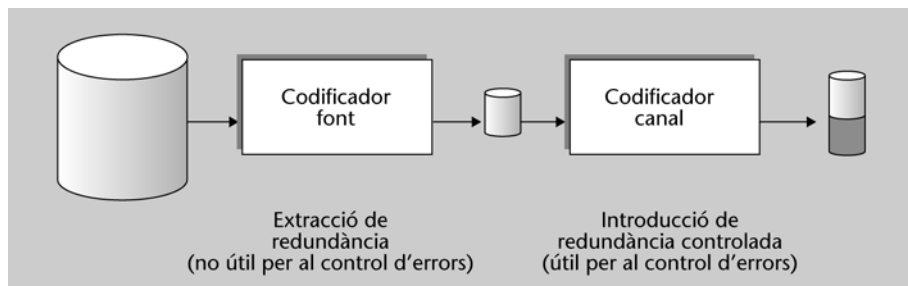 Codificador
font
Codificador
canal
Extracció de
redundància
(no útil per al control d'errors)
Introducció de
redundància controlada
(útil per al control d'errors)